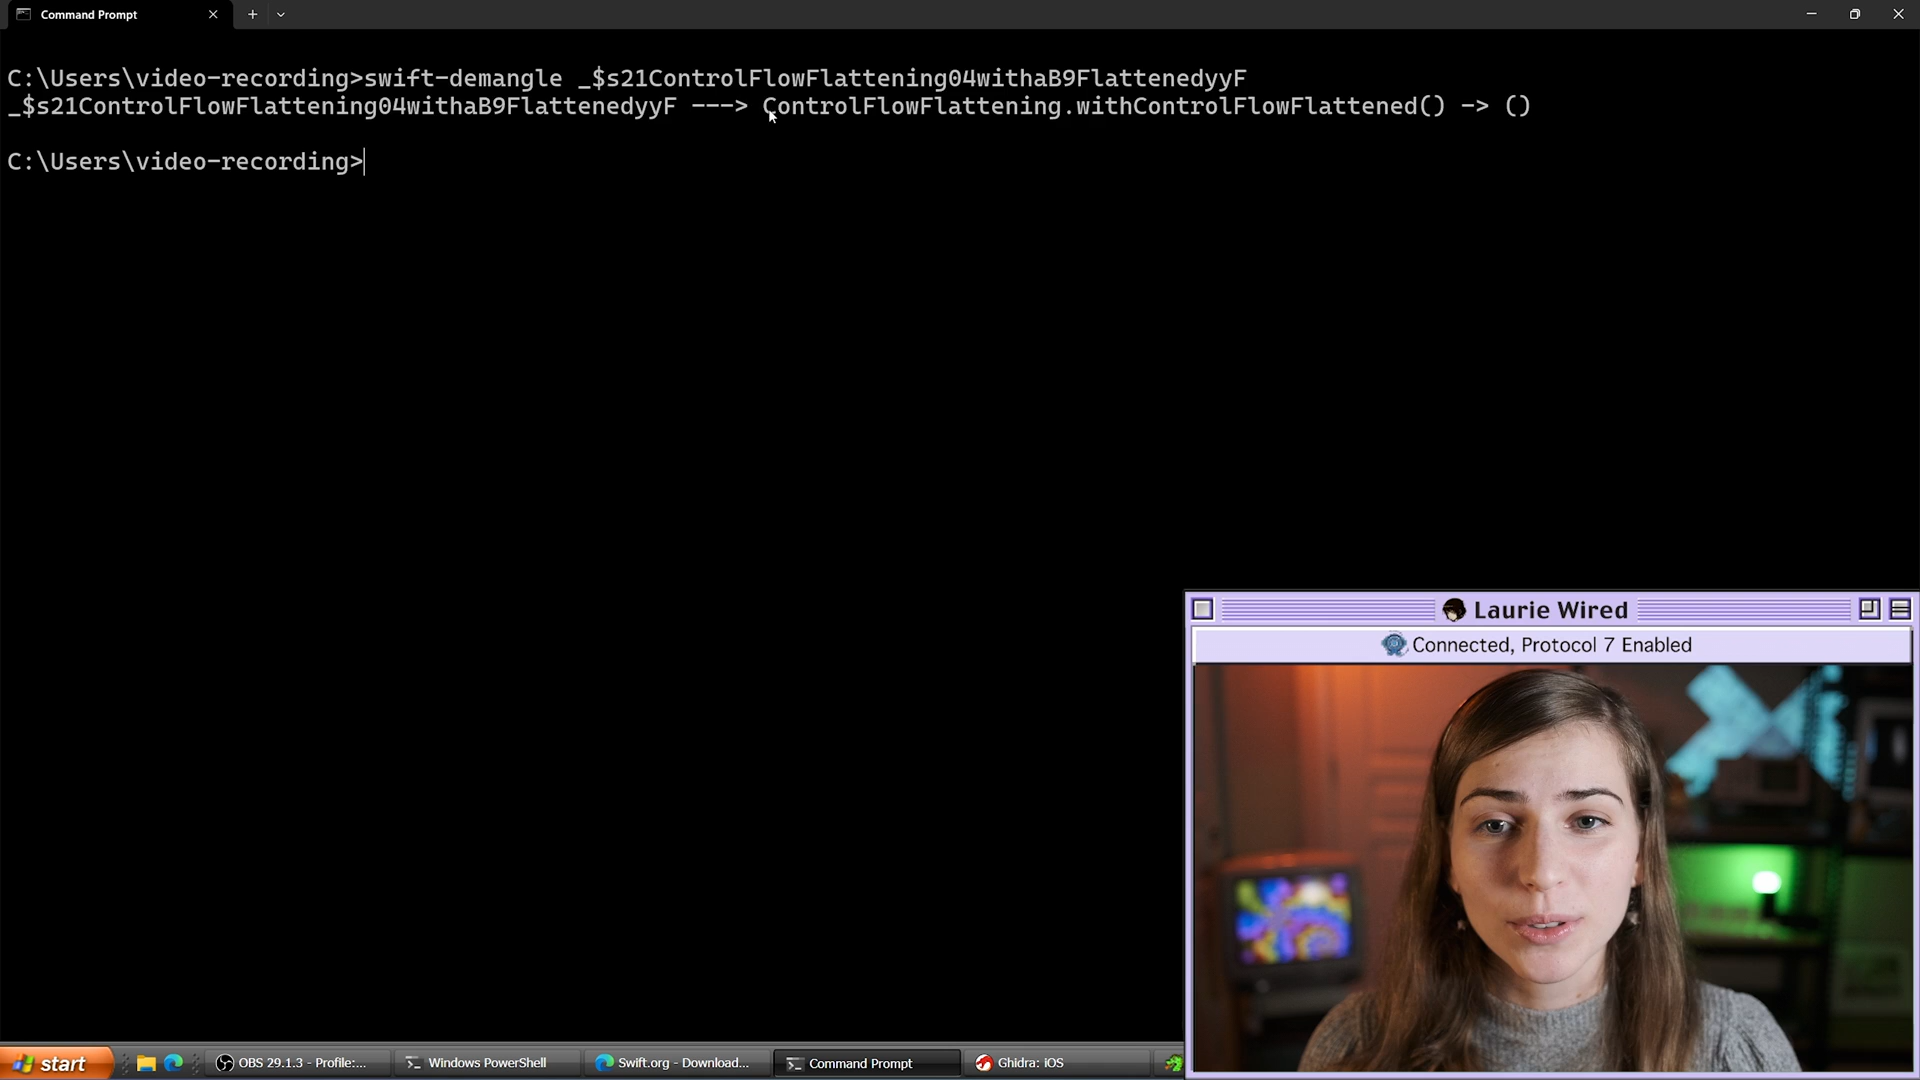 Command Prompt
C:\Users\video-recording>swift-demangle _$s21ControlFlowFlattening04withaB9FlattenedyyF
_$s21ControlFlowFlattening04withaB9FlattenedyyF ---> ControlFlowFlattening.withControlFlowFlattened() -> ()
C:\Users\video-recording>
Laurie Wired
Connected, Protocol 7 Enabled
start
OBS 29.1.3 - Profile:...
Windows PowerShell
Swift.org - Download...
Command Prompt
Ghidra: iOS